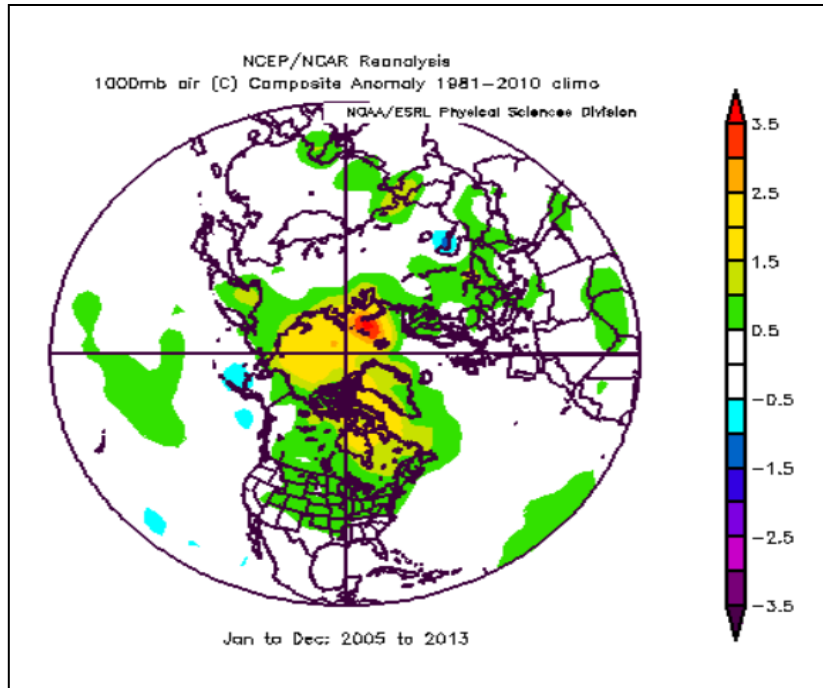 NCEP/NCAR Reanalysis
1000mb air (C) Composite Anomaly 1981-2010 climo
NOAA/ESRL Physical Sciences Division
3.5
2.5
1.5
0.5
-0.5
-1.5
-2.5
-3.5
Jan to Dec: 2005 to 2013